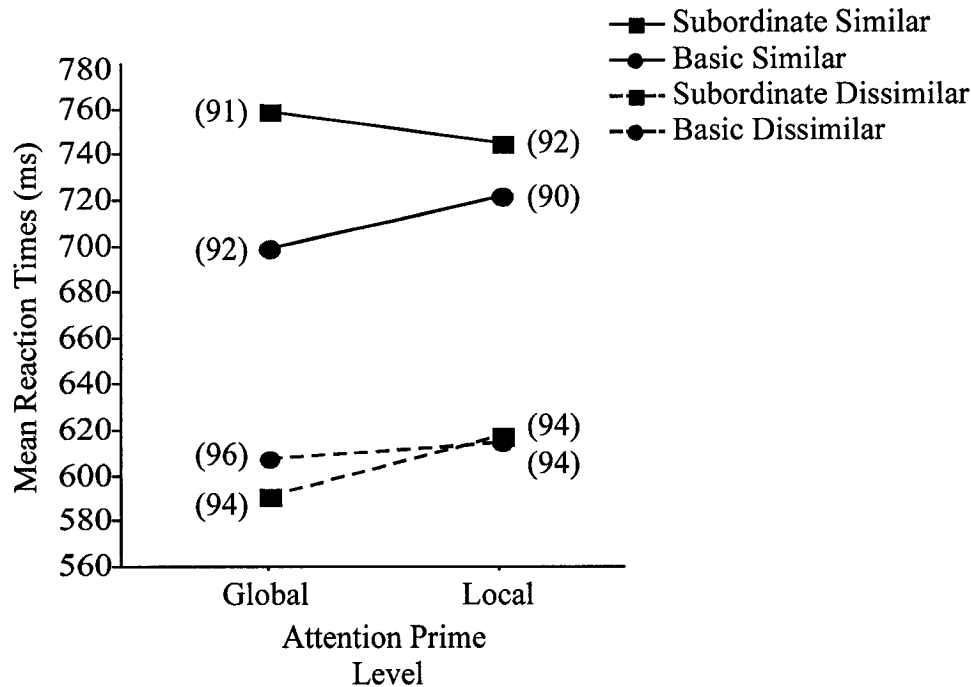 Subordinate Similar
Basic Similar
Subordinate Dissimilar
Basic Dissimilar
780
760
740
720
700
680
660
640
620
600
580
560
Mean Reaction Times (ms)
(91)
(92)
(92)
(90)
(96)
(94)
(94)
(94)
Global Local
Attention Prime
Level